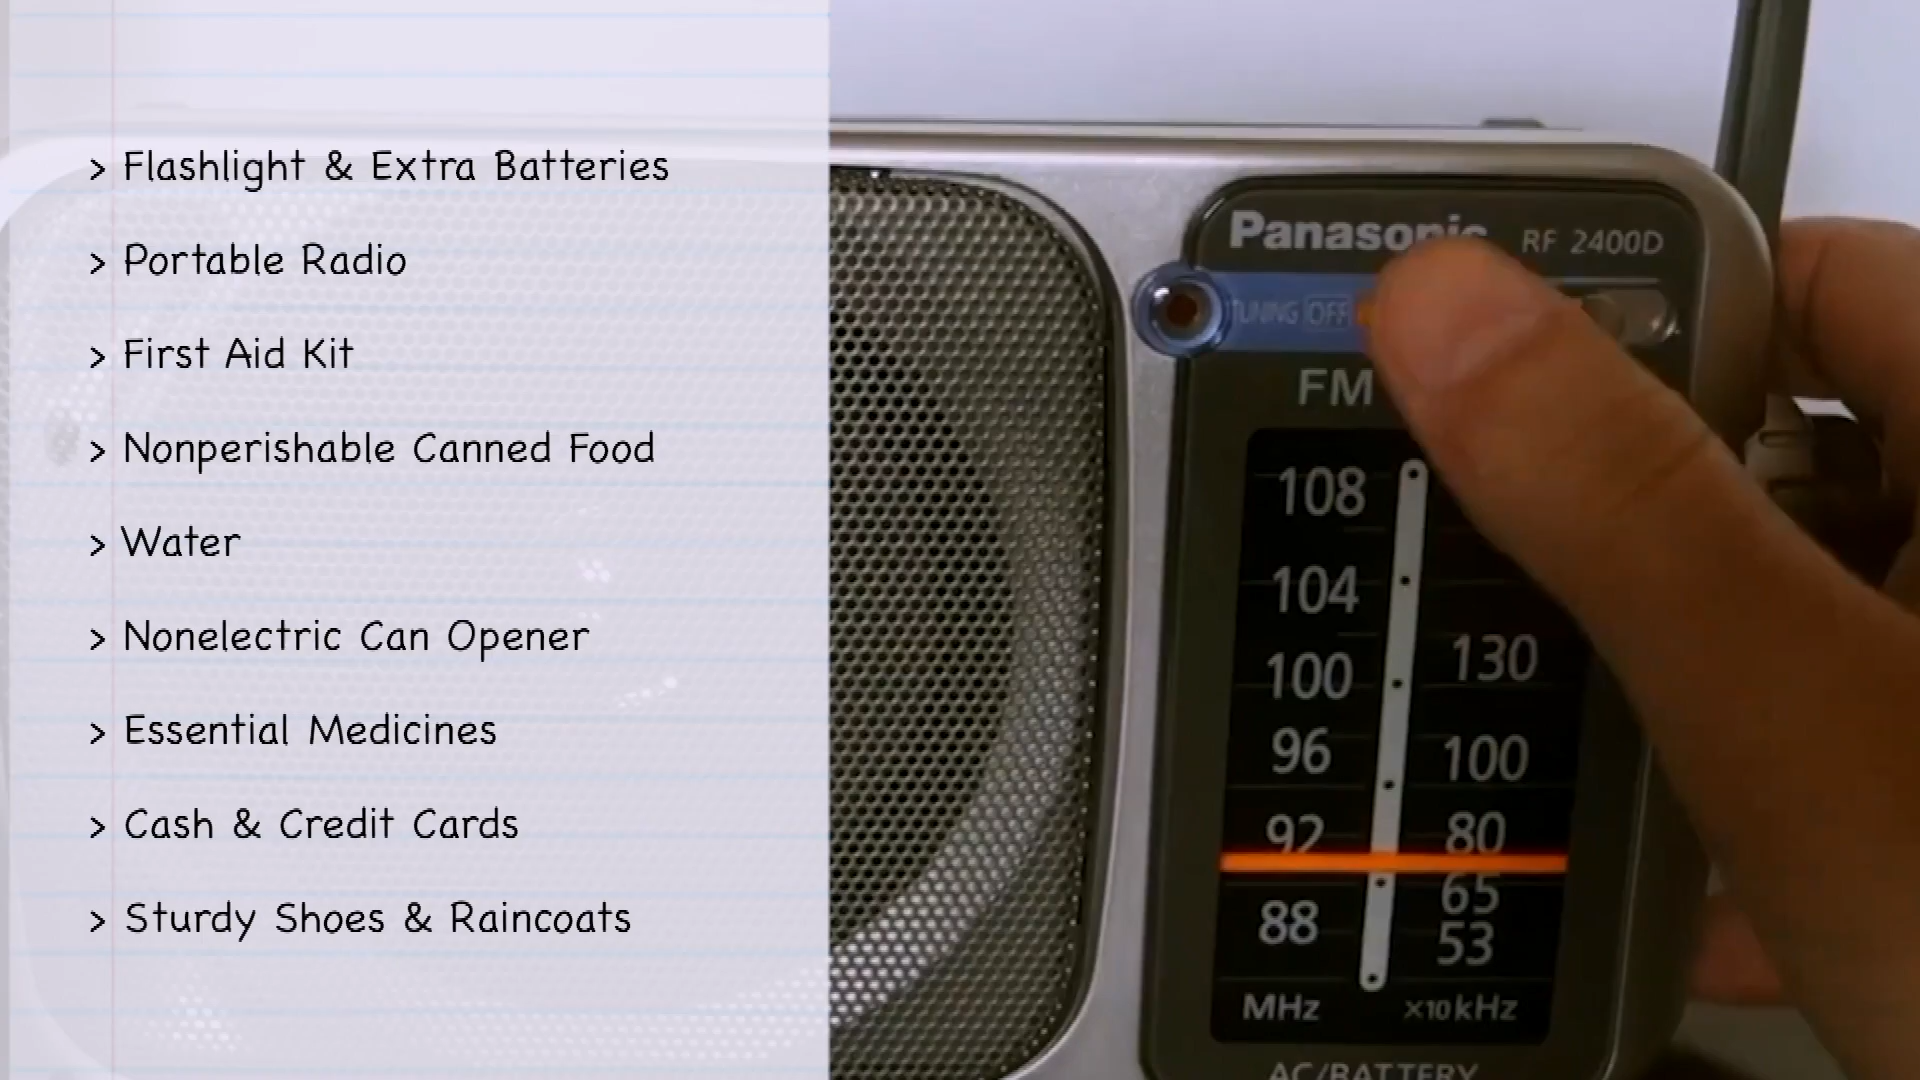 > Flashlight & Extra Batteries
> Portable Radio
> First Aid Kit
> Nonperishable Canned Food
> Water
> Nonelectric Can Opener
> Essential Medicines
> Cash & Credit Cards
> Sturdy Shoes & Raincoats
Panasonic RF 2400D
TUNING OFF
FM
108
104
100 130
96 100
92 80
65
88 53
MHz x10kHz
AC/BATTERY